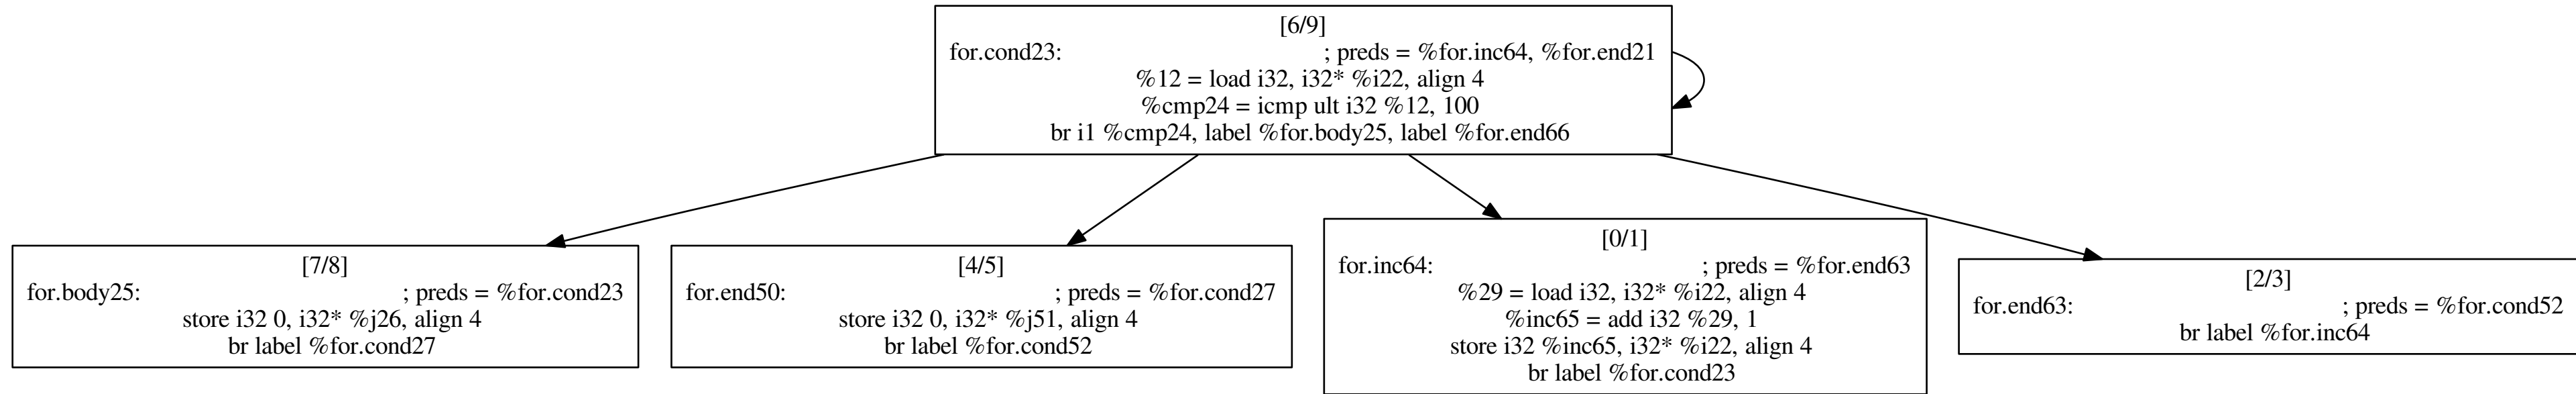 [6/9]
for.cond23: ; preds = %for.inc64, %for.end21
%12 = load i32, i32* %i22, align 4
%cmp24 = icmp ult i32 %12, 100
br i1 %cmp24, label %for.body25, label %for.end66
[7/8]
for.body25: ; preds = %for.cond23
store i32 0, i32* %j26, align 4
br label %for.cond27
[4/5]
for.end50: ; preds = %for.cond27
store i32 0, i32* %j51, align 4
br label %for.cond52
[0/1]
for.inc64: ; preds = %for.end63
%29 = load i32, i32* %i22, align 4
%inc65 = add i32 %29, 1
store i32 %inc65, i32* %i22, align 4
br label %for.cond23
[2/3]
for.end63: ; preds = %for.cond52
br label %for.inc64